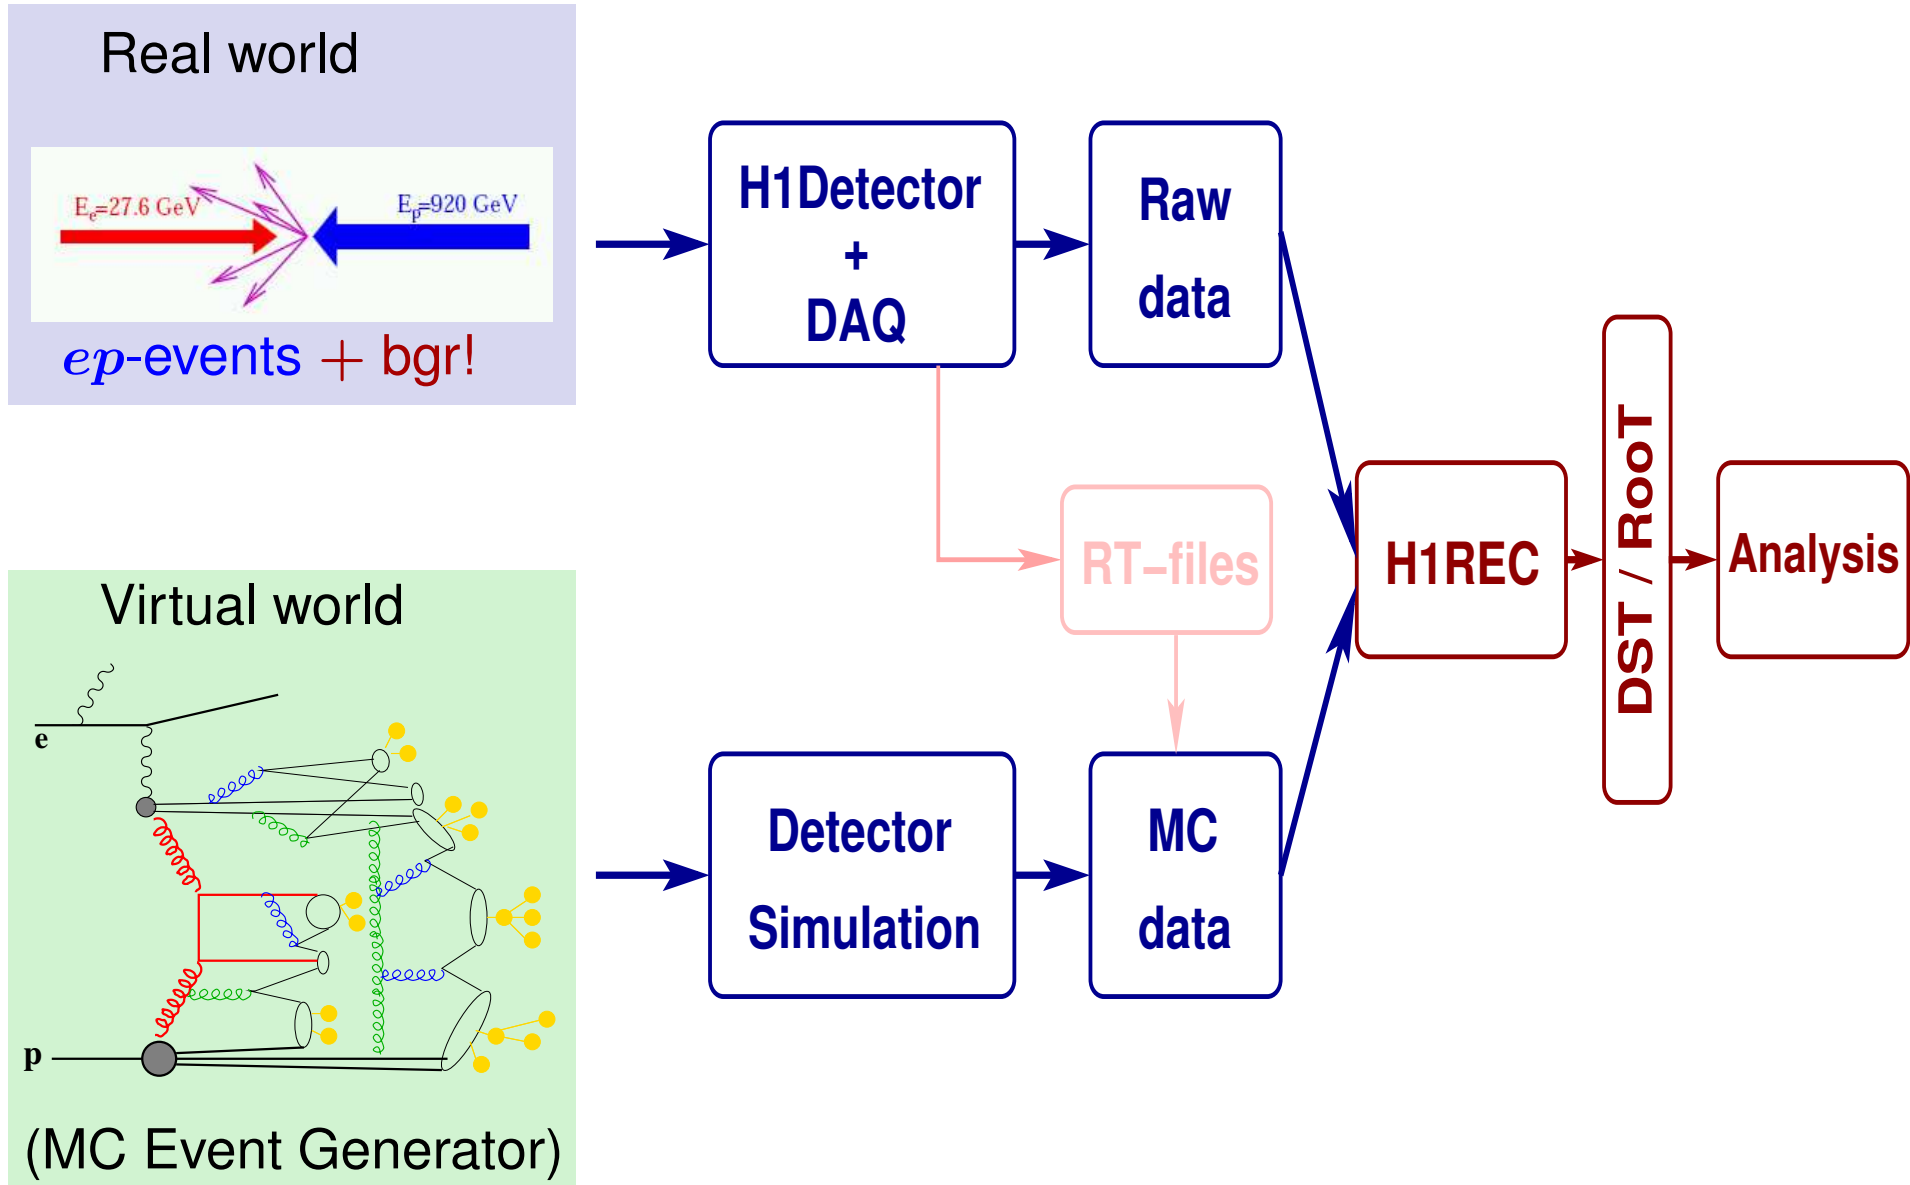 Real world
E_e=27.6 GeV
E_p=920 GeV
ep-events + bgr!
H1Detector
+
DAQ
Raw
data
RT-files
H1REC
DST / RooT
Analysis
Virtual world
e
p
(MC Event Generator)
Detector
Simulation
MC
data